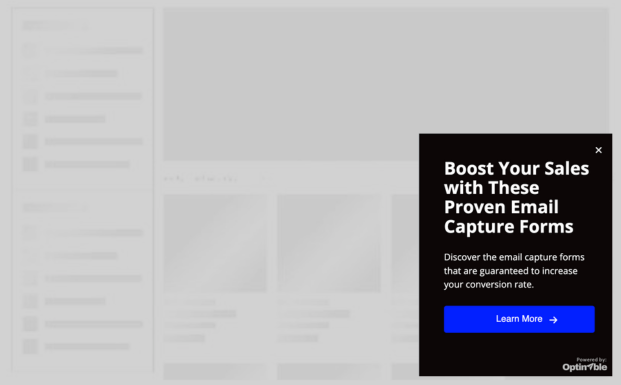 Boost Your Sales
with These
Proven Email
Capture Forms
Discover the email capture forms
that are guaranteed to increase
your conversion rate.
Learn More
Powered by: